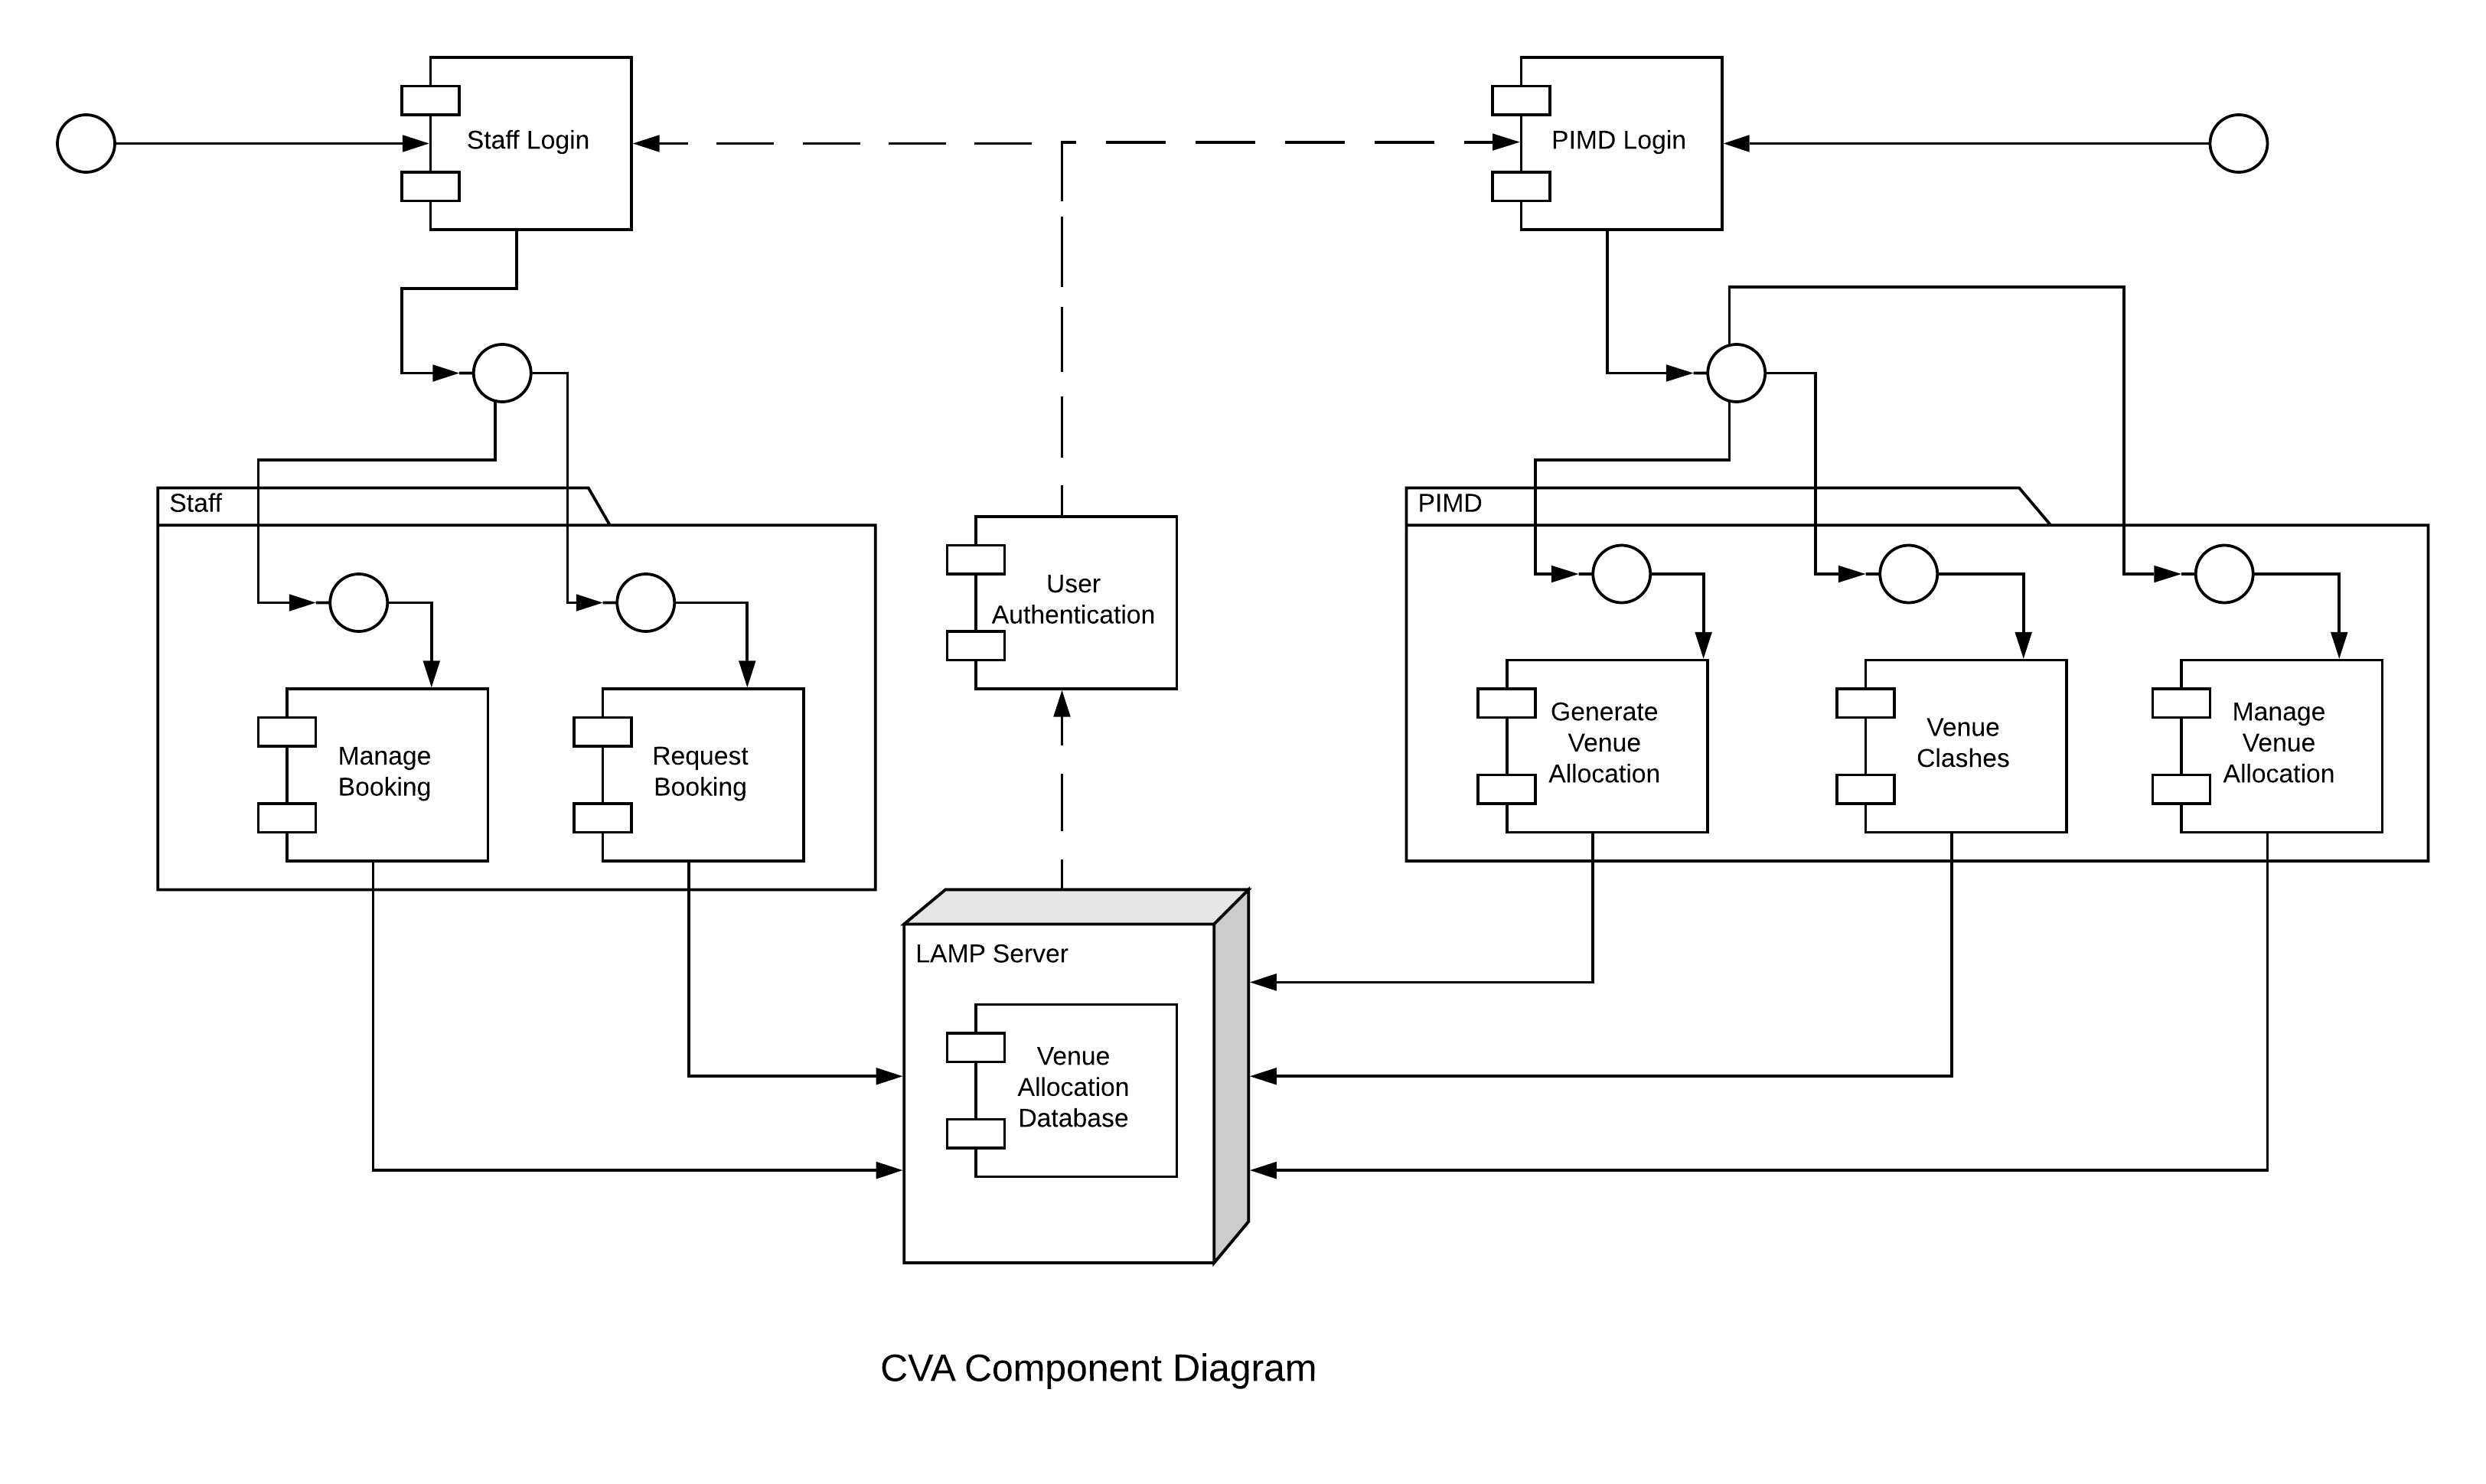 Staff Login
PIMD Login
Staff
PIMD
User
Authentication
Manage
Booking
Request
Booking
Generate
Venue
Allocation
Venue
Clashes
Manage
Venue
Allocation
LAMP Server
Venue
Allocation
Database
CVA Component Diagram